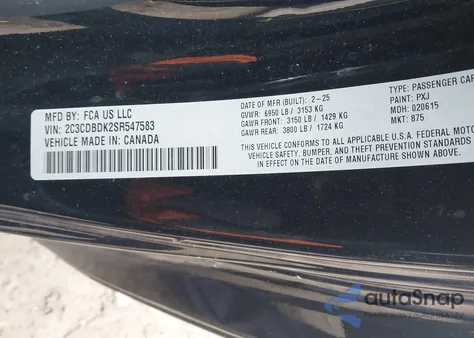 MFD BY: FCA US LLC
VIN: 2C3CDBDK2SR547583
VEHICLE MADE IN: CANADA
DATE OF MFR (BUILT): 2-25
GVWR: 6950 LB / 3153 KG
GAWR FRONT: 3150 LB / 1429 KG
GAWR REAR: 3800 LB / 1724 KG
TYPE: PASSENGER CAR
PAINT: PXJ
MDH: 020615
MKT: 875
THIS VEHICLE CONFORMS TO ALL APPLICABLE FEDERAL MOTOR
VEHICLE SAFETY, BUMPER, AND THEFT PREVENTION STANDARDS
IN EFFECT ON THE DATE OF MANUFACTURE SHOWN ABOVE.
autoSnap